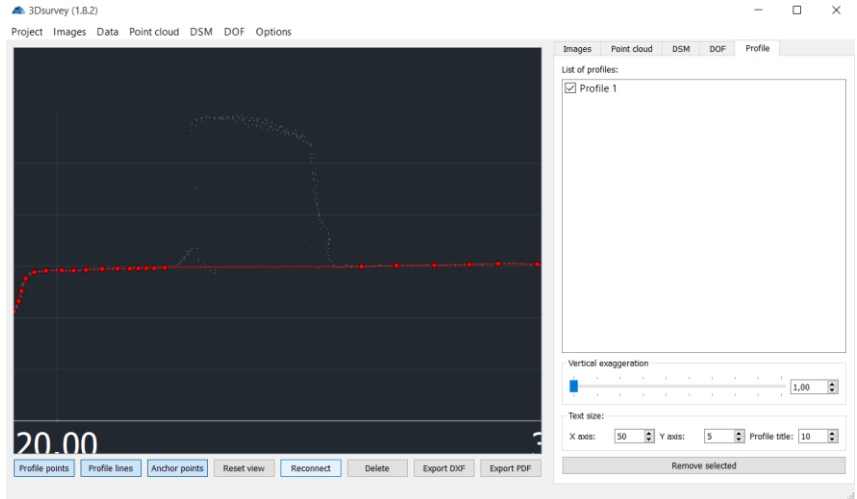 3Dsurvey (1.8.2)
Project Images Data Point cloud DSM DOF Options
Images Point cloud DSM DOF Profile
List of profiles:
Profile 1
Vertical exaggeration
1,00
Text size:
X axis: 50 Y axis: 5 Profile title: 10
20.00
Profile points Profile lines Anchor points Reset view Reconnect Delete Export DXF Export PDF
Remove selected